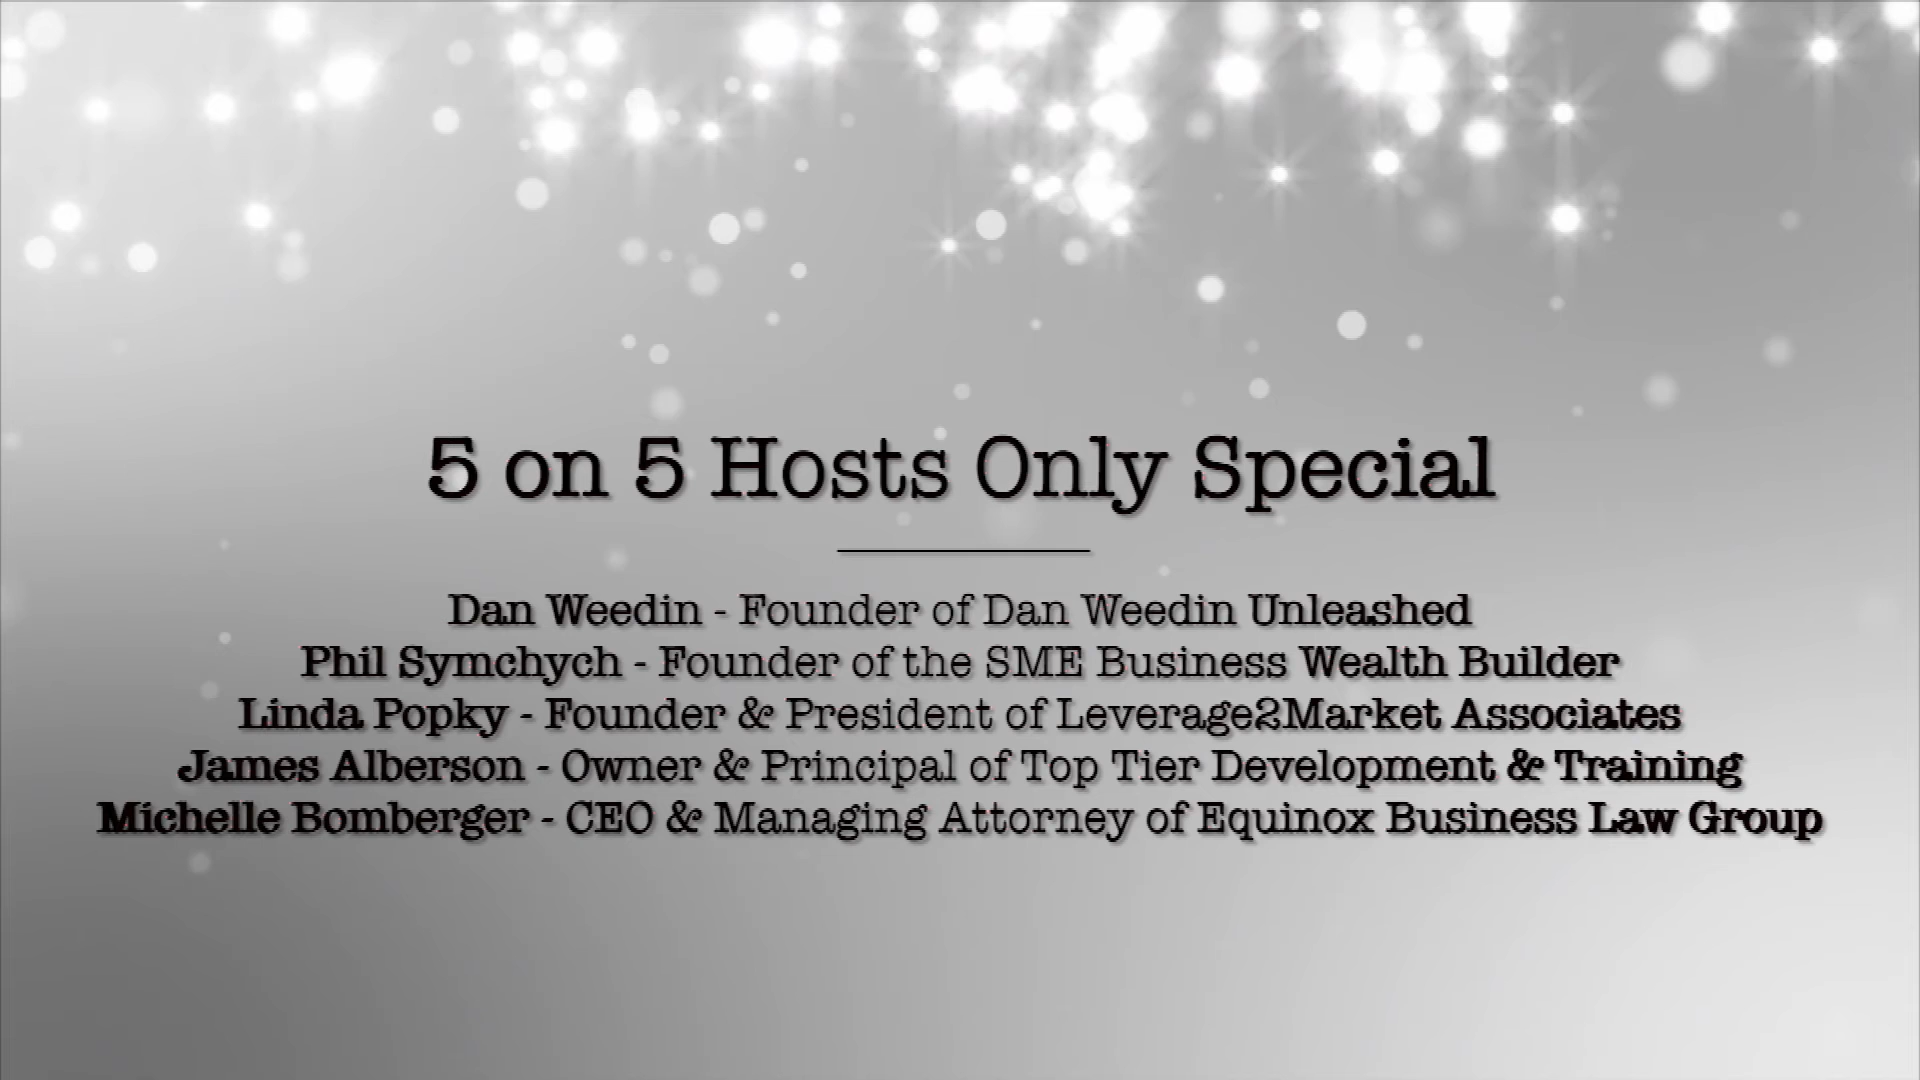 5 on 5 Hosts Only Special
Dan Weedin - Founder of Dan Weedin Unleashed
Phil Symchych - Founder of the SME Business Wealth Builder
Linda Popky - Founder & President of Leverage2Market Associates
James Alberson - Owner & Principal of Top Tier Development & Training
Michelle Bomberger - CEO & Managing Attorney of Equinox Business Law Group